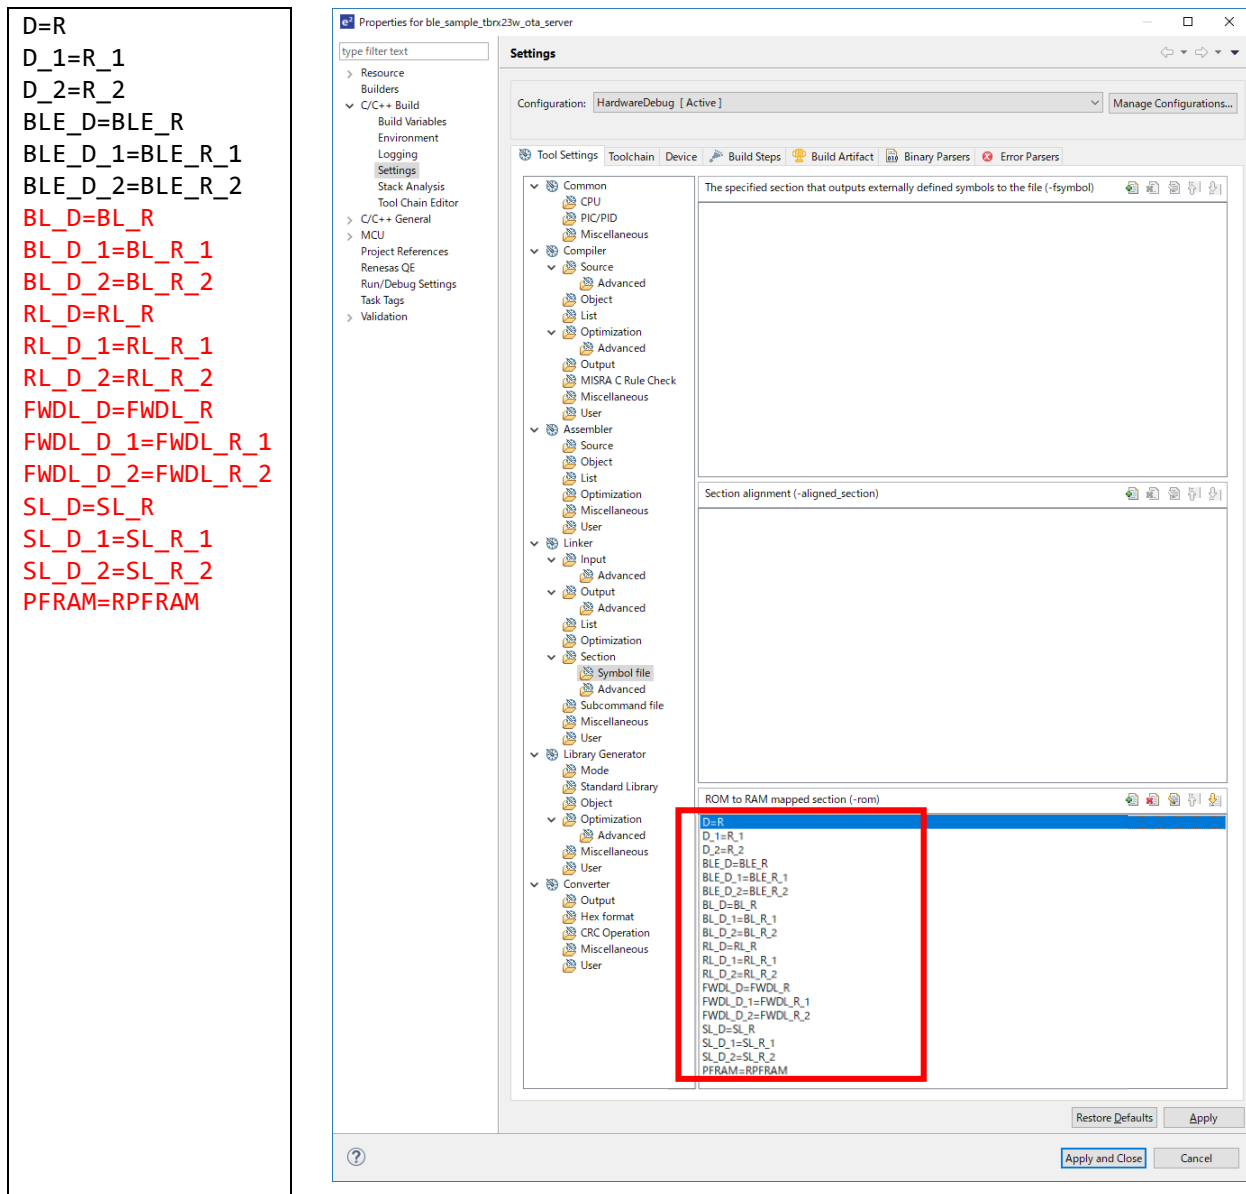 D=R
D_1=R_1
D_2=R_2
BLE_D=BLE_R
BLE_D_1=BLE_R_1
BLE_D_2=BLE_R_2
BL_D=BL_R
BL_D_1=BL_R_1
BL_D_2=BL_R_2
RL_D=RL_R
RL_D_1=RL_R_1
RL_D_2=RL_R_2
FWDL_D=FWDL_R
FWDL_D_1=FWDL_R_1
FWDL_D_2=FWDL_R_2
SL_D=SL_R
SL_D_1=SL_R_1
SL_D_2=SL_R_2
PFRAM=RPFRAM
e² Properties for ble_sample_tbrx23w_ota_server
type filter text
Resource
Builders
C/C++ Build
Build Variables
Environment
Logging
Settings
Stack Analysis
Tool Chain Editor
C/C++ General
MCU
Project References
Renesas QE
Run/Debug Settings
Task Tags
Validation
Settings
Configuration: HardwareDebug [ Active ] Manage Configurations...
Tool Settings Toolchain Device Build Steps Build Artifact Binary Parsers Error Parsers
Common
CPU
PIC/PID
Miscellaneous
Compiler
Source
Advanced
Object
List
Optimization
Advanced
Output
MISRA C Rule Check
Miscellaneous
User
Assembler
Source
Object
List
Optimization
Miscellaneous
User
Linker
Input
Advanced
Output
Advanced
List
Optimization
Section
Symbol file
Advanced
Subcommand file
Miscellaneous
User
Library Generator
Mode
Standard Library
Object
Optimization
Advanced
Miscellaneous
User
Converter
Output
Hex format
CRC Operation
Miscellaneous
User
The specified section that outputs externally defined symbols to the file (-fsymbol)
Section alignment (-aligned_section)
ROM to RAM mapped section (-rom)
D=R
D_1=R_1
D_2=R_2
BLE_D=BLE_R
BLE_D_1=BLE_R_1
BLE_D_2=BLE_R_2
BL_D=BL_R
BL_D_1=BL_R_1
BL_D_2=BL_R_2
RL_D=RL_R
RL_D_1=RL_R_1
RL_D_2=RL_R_2
FWDL_D=FWDL_R
FWDL_D_1=FWDL_R_1
FWDL_D_2=FWDL_R_2
SL_D=SL_R
SL_D_1=SL_R_1
SL_D_2=SL_R_2
PFRAM=RPFRAM
Restore Defaults Apply
? Apply and Close Cancel